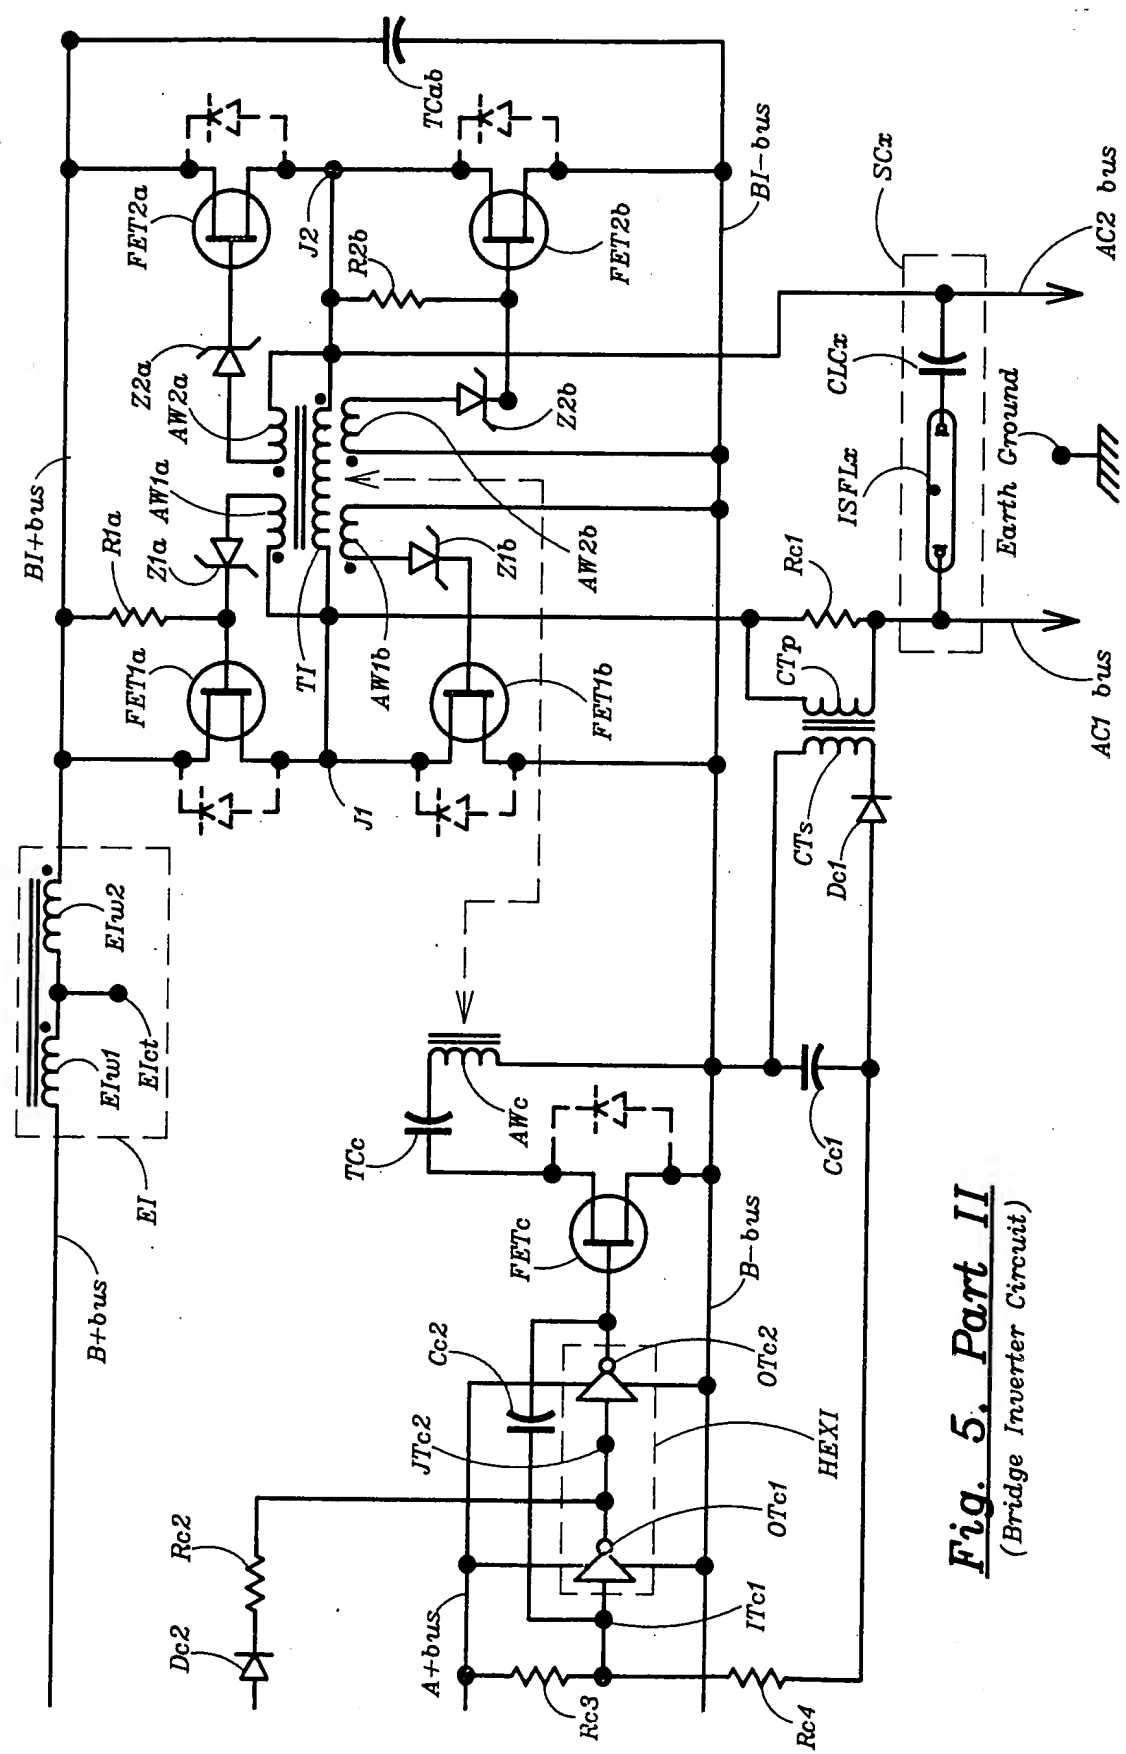 B+bus
EI
EIw1
EIct
EIw2
BI+bus
R1a
Z1a
AW1a
FET1a
J1
TI
AW1b
FET1b
Z1b
AW2b
AW2a
Z2a
FET2a
J2
R2b
Z2b
FET2b
TCab
BI-bus
Dc2
Rc2
A+bus
Rc3
Rc4
ITc1
OTc1
JTc2
Cc2
HEXI
OTc2
FETc
TCc
AWc
B-bus
Cc1
Dc1
CTs
CTp
Rc1
ISFLx
CLCx
SCx
Earth Ground
AC1 bus
AC2 bus
Fig. 5. Part II
(Bridge Inverter Circuit)